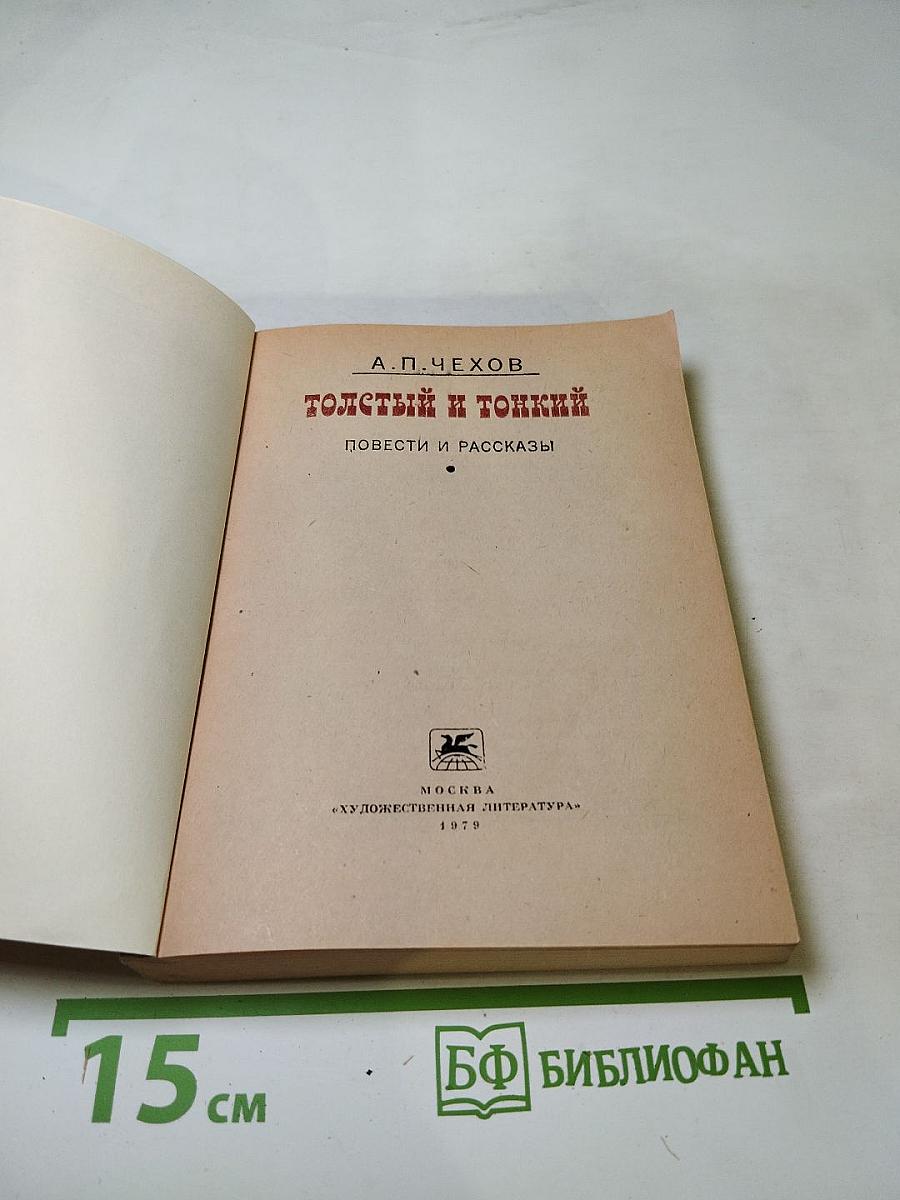 А.П.ЧЕХОВ
ТОЛСТЫЙ И ТОНКИЙ
ПОВЕСТИ И РАССКАЗЫ
МОСКВА
«ХУДОЖЕСТВЕННАЯ ЛИТЕРАТУРА»
1979
15 см
БФ БИБЛИОФАН